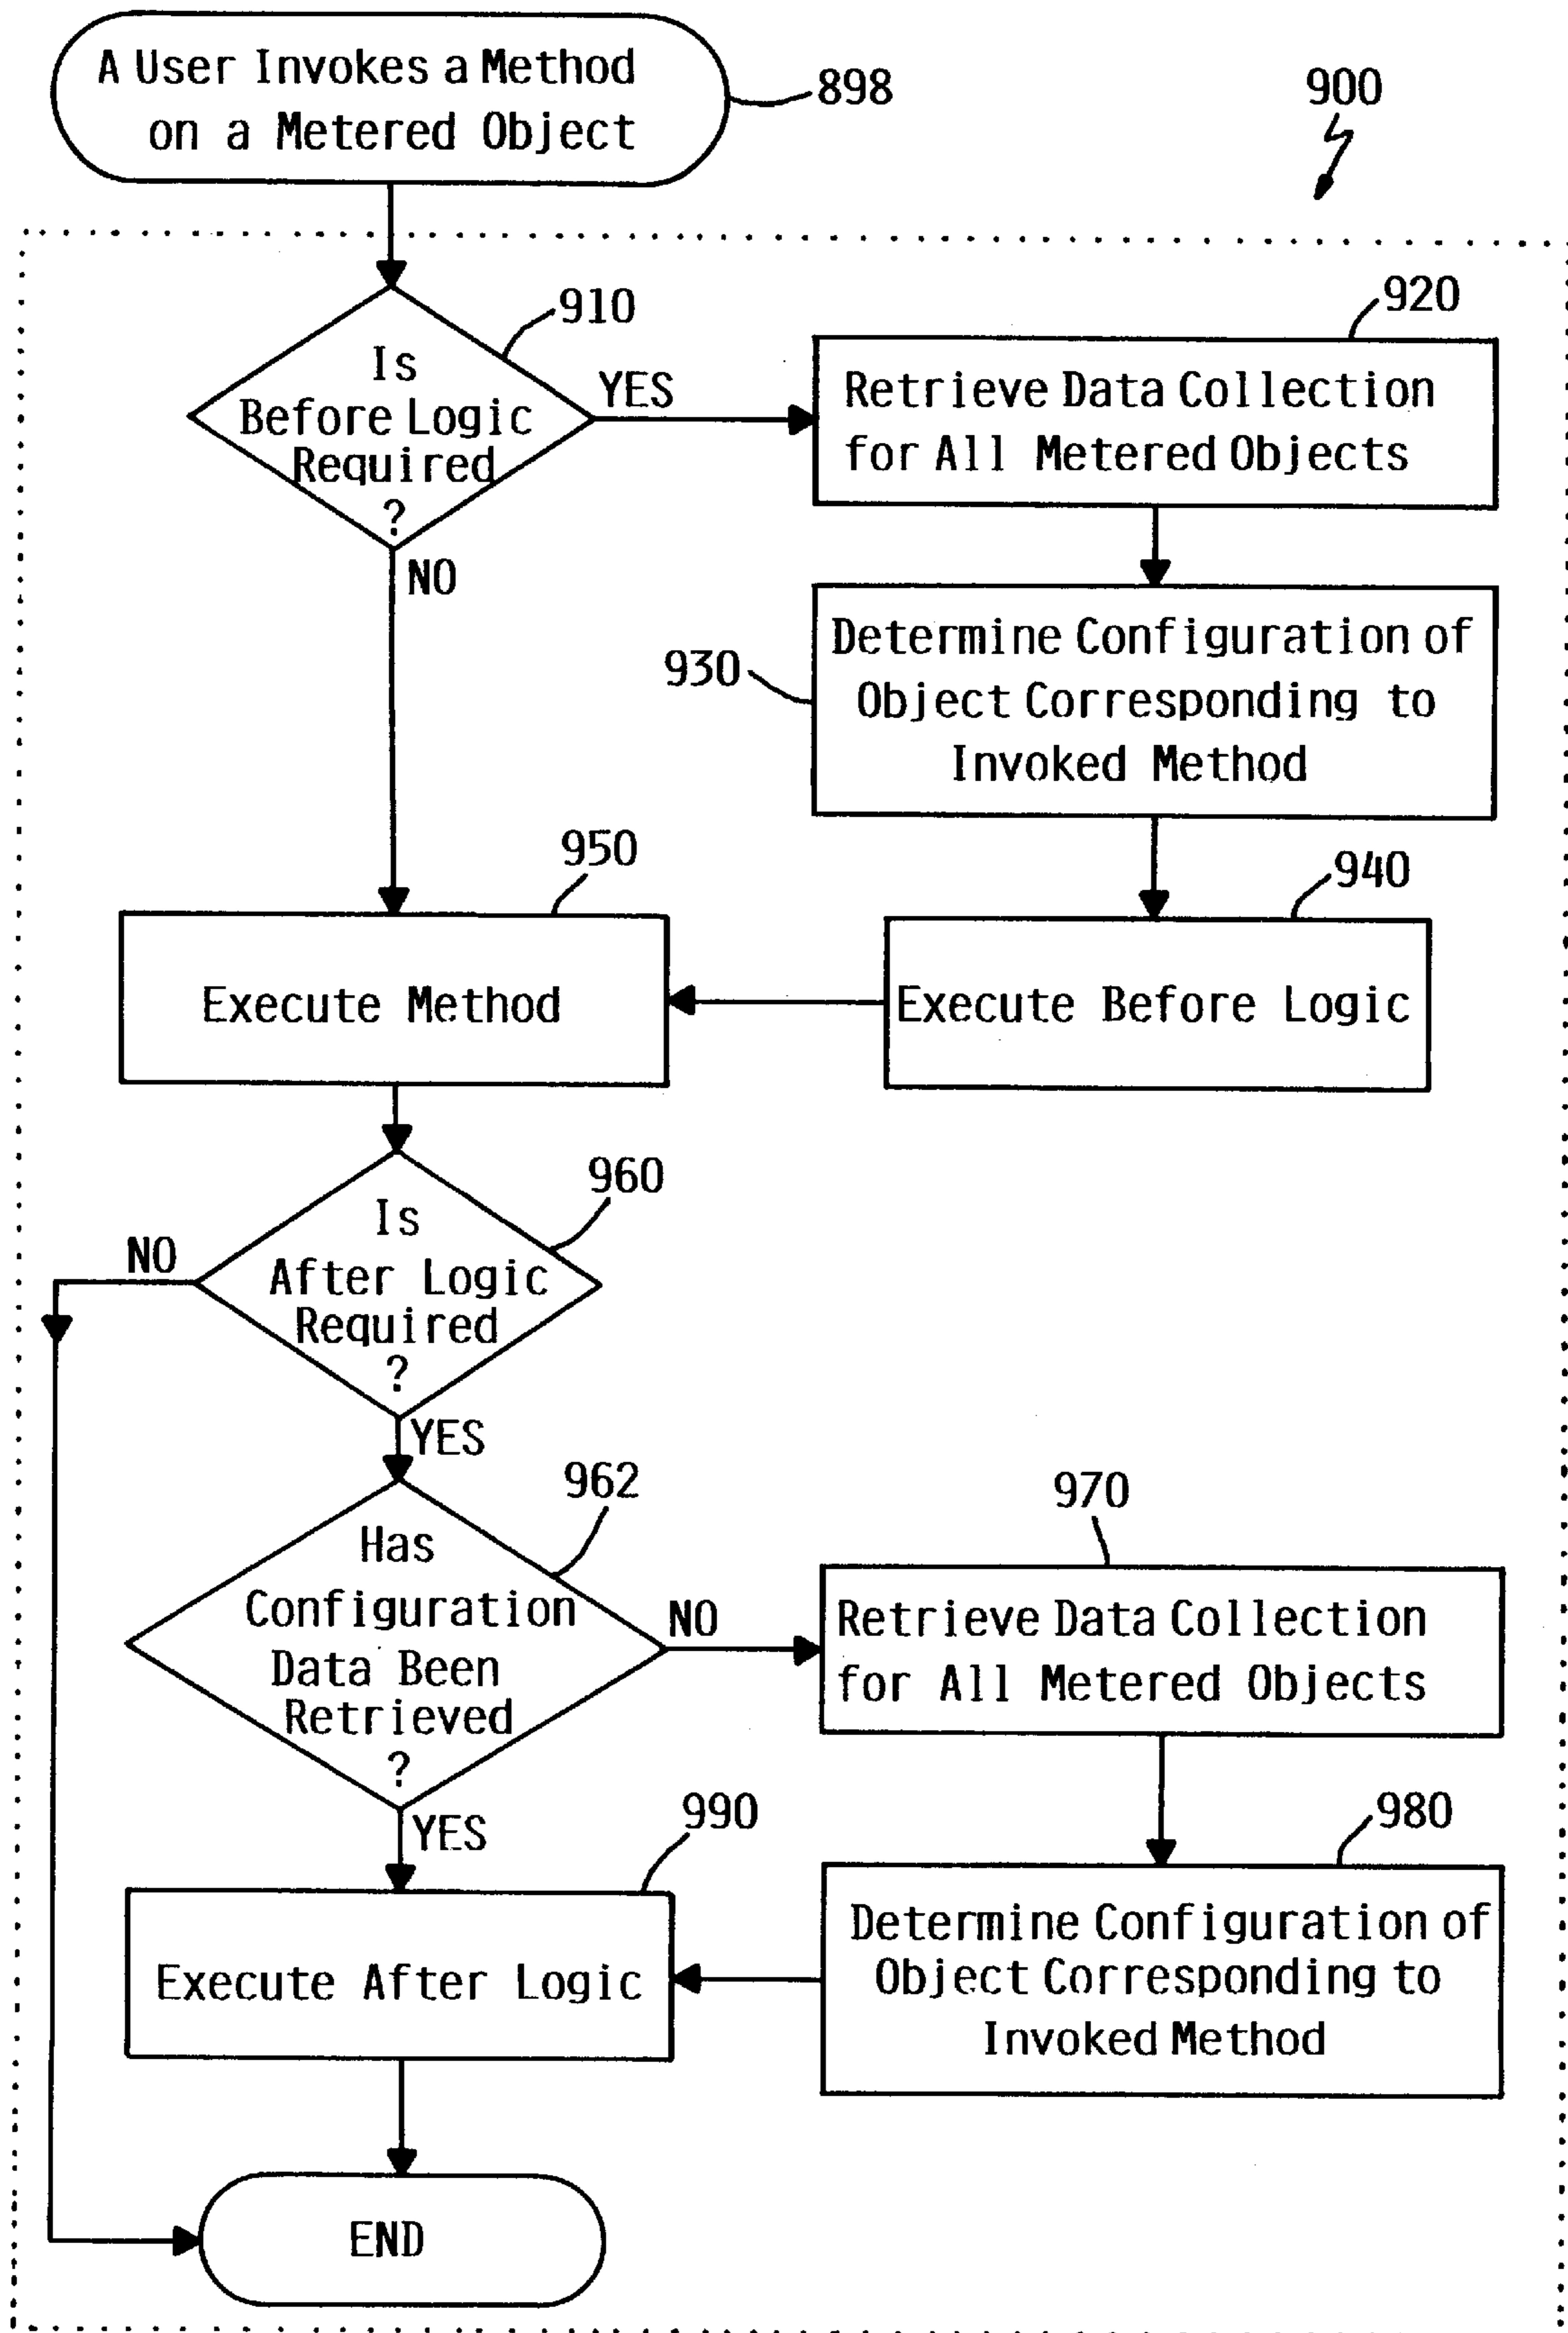 A User Invokes a Method
on a Metered Object
898
900
910
Is
Before Logic
Required
?
YES
NO
920
Retrieve Data Collection
for All Metered Objects
930
Determine Configuration of
Object Corresponding to
Invoked Method
940
Execute Before Logic
950
Execute Method
960
Is
After Logic
Required
?
NO
YES
962
Has
Configuration
Data Been
Retrieved
?
NO
YES
970
Retrieve Data Collection
for All Metered Objects
980
Determine Configuration of
Object Corresponding to
Invoked Method
990
Execute After Logic
END